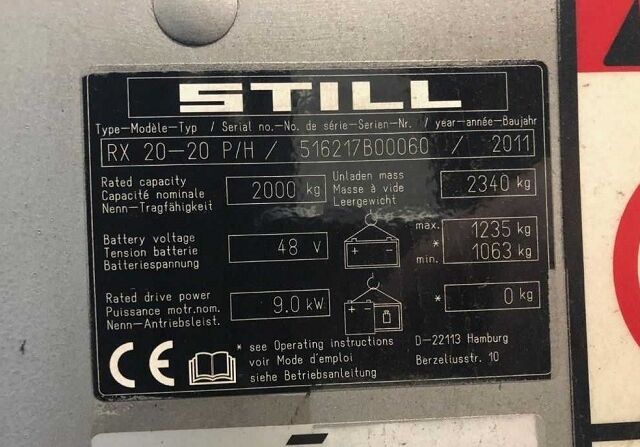 STILL
Type-Modèle-Typ / Serial no.-No. de série-Serien-Nr. / year-année-Baujahr
RX 20-20 P/H / 516217B00060 / 2011
Rated capacity
Capacité nominale
Nenn-Tragfähigkeit
2000 kg
Unladen mass
Masse à vide
Leergewicht
2340 kg
Battery voltage
Tension batterie
Batteriespannung
48 V
max. 1235 kg
*
min. 1063 kg
Rated drive power
Puissance motr.nom.
Nenn-Antriebsleist.
9.0 kW
* 0 kg
CE
* see Operating instructions
voir Mode d'emploi
siehe Betriebsanleitung
D-22113 Hamburg
Berzeliusstr. 10